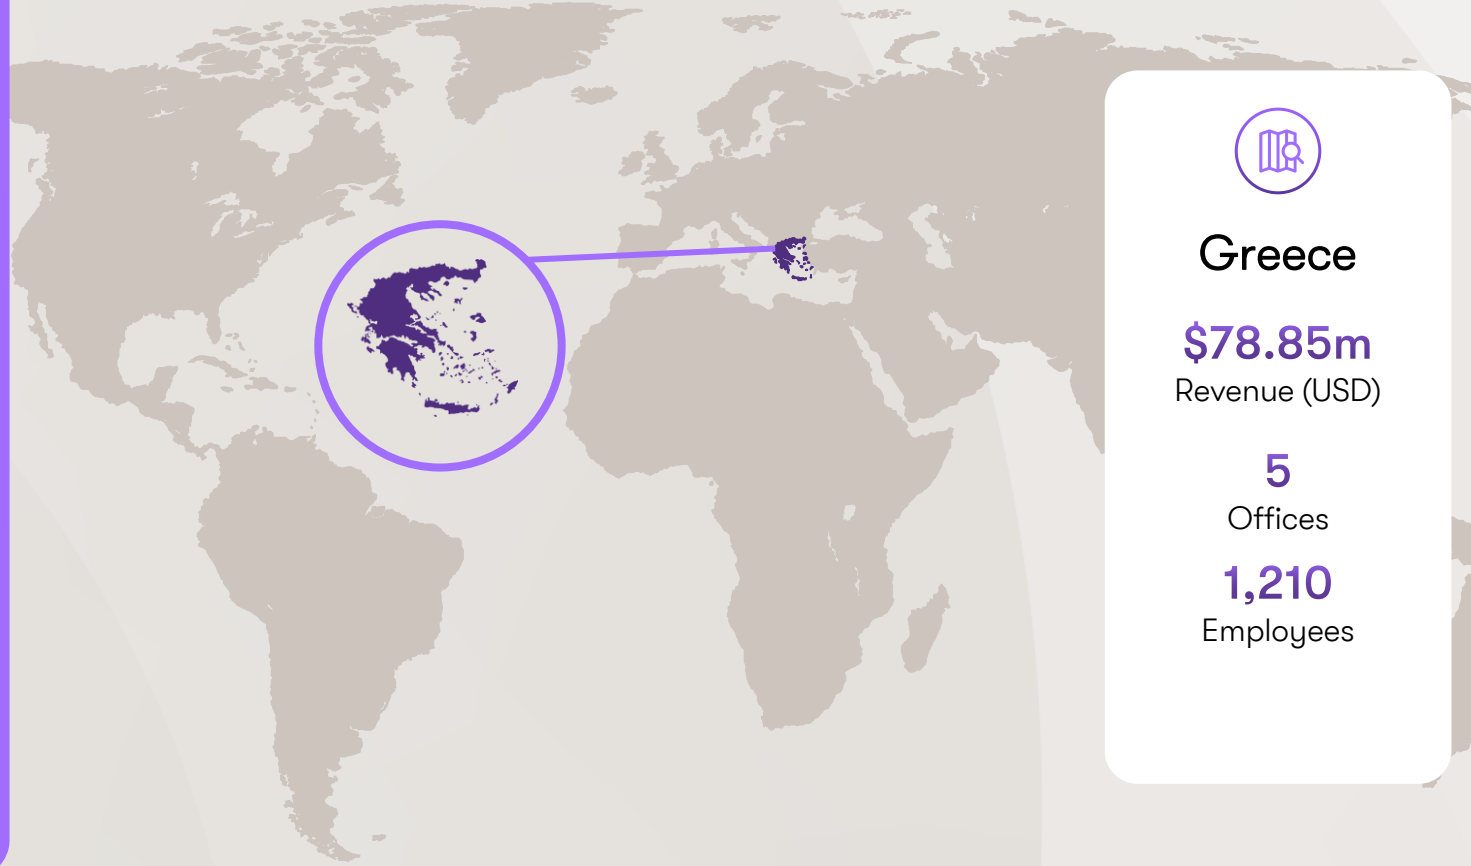 Greece
$78.85m
Revenue (USD)
5
Offices
1,210
Employees